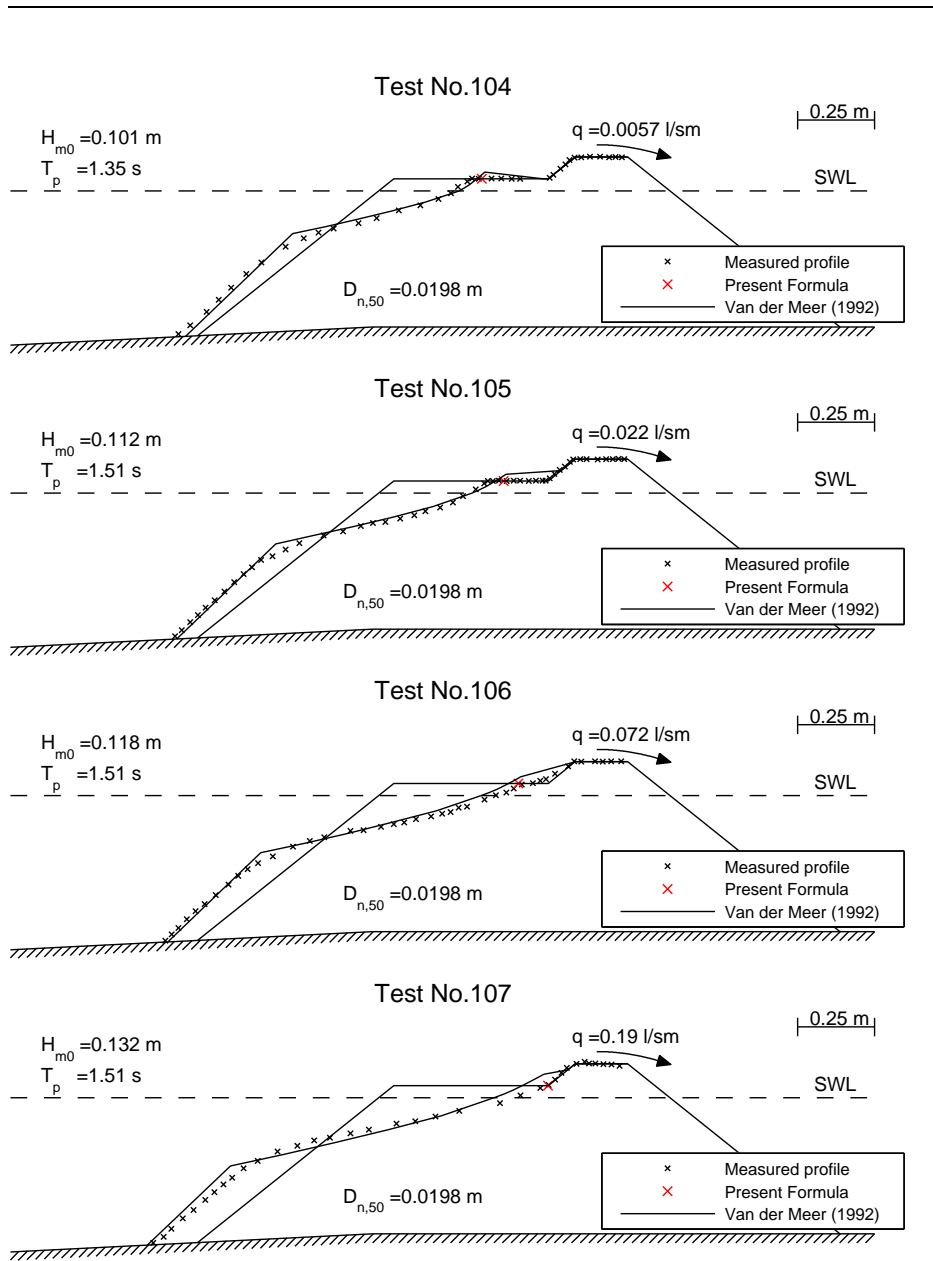 Test No.104
0.25 m
H_m0 =0.101 m
q =0.0057 l/sm
T_p =1.35 s
SWL
Measured profile
Present Formula
D_n,50 =0.0198 m
Van der Meer (1992)
Test No.105
0.25 m
H_m0 =0.112 m
q =0.022 l/sm
T_p =1.51 s
SWL
Measured profile
Present Formula
D_n,50 =0.0198 m
Van der Meer (1992)
Test No.106
0.25 m
H_m0 =0.118 m
q =0.072 l/sm
T_p =1.51 s
SWL
Measured profile
Present Formula
D_n,50 =0.0198 m
Van der Meer (1992)
Test No.107
0.25 m
H_m0 =0.132 m
q =0.19 l/sm
T_p =1.51 s
SWL
Measured profile
Present Formula
D_n,50 =0.0198 m
Van der Meer (1992)